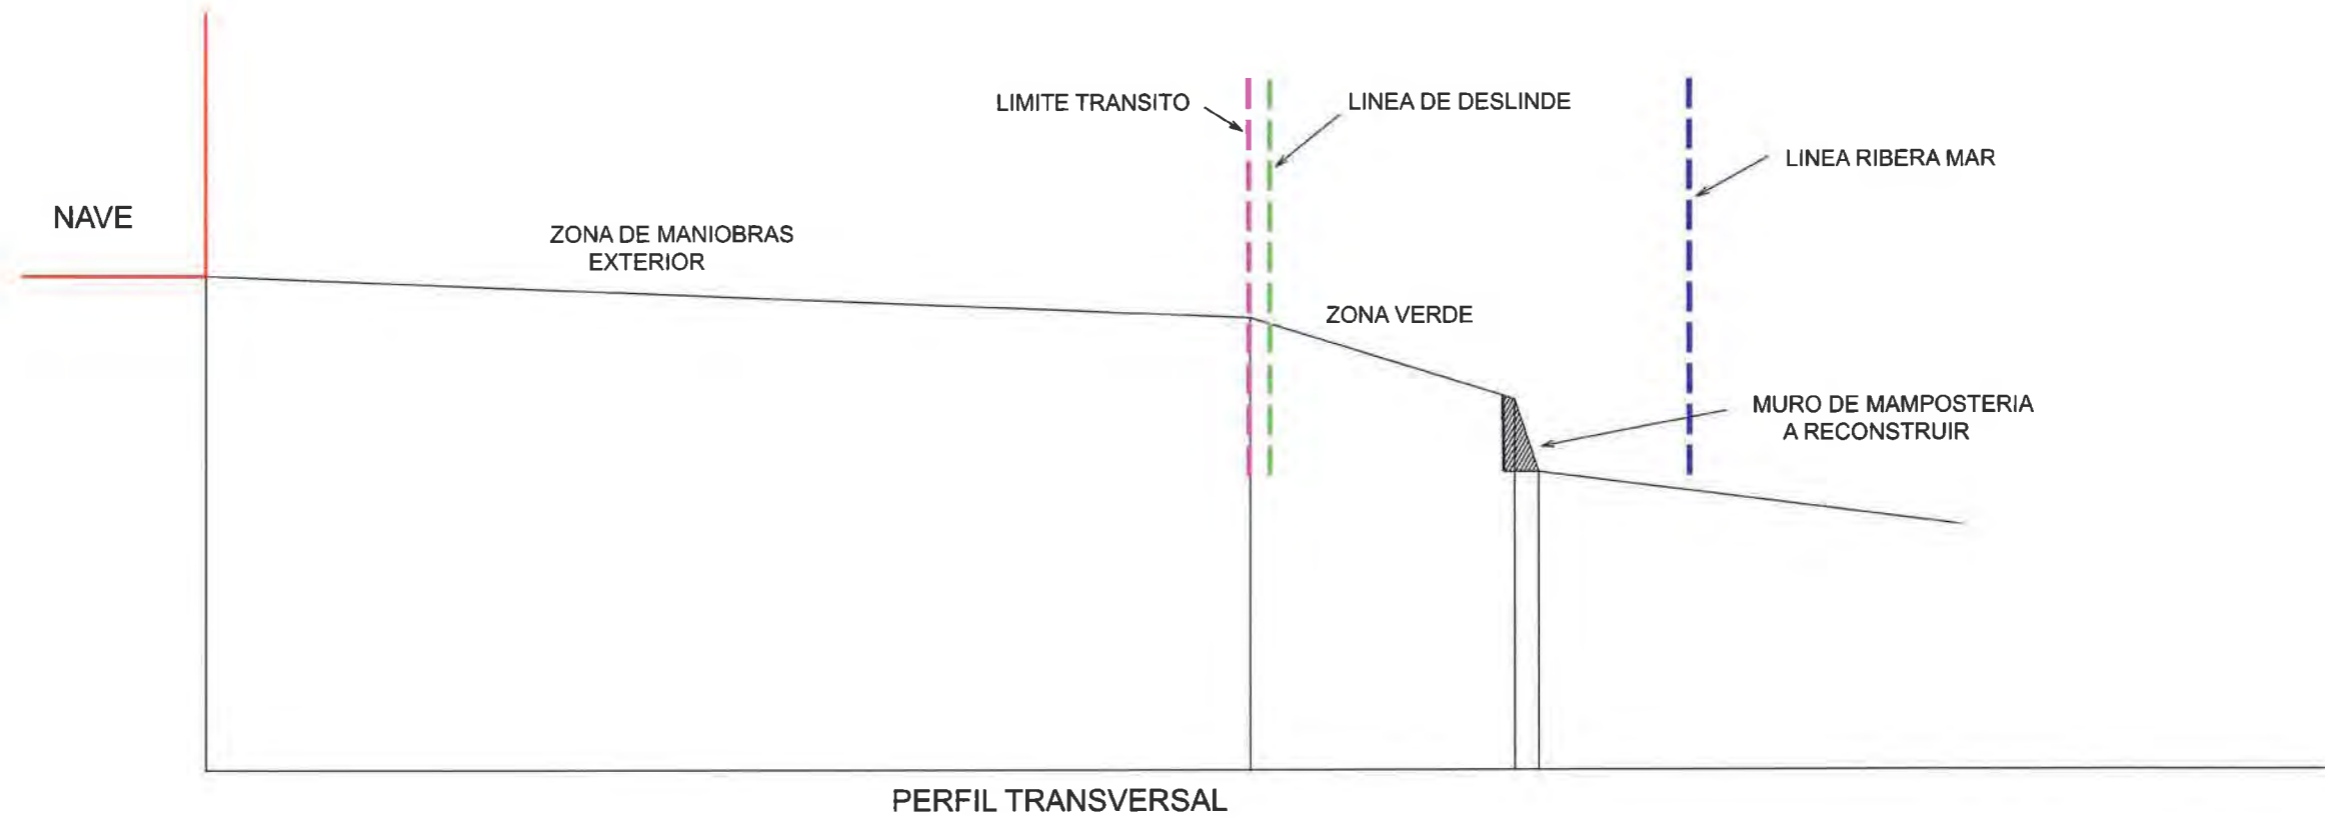 LIMITE TRANSITO
LINEA DE DESLINDE
LINEA RIBERA MAR
NAVE
ZONA DE MANIOBRAS
EXTERIOR
ZONA VERDE
MURO DE MAMPOSTERIA
A RECONSTRUIR
PERFIL TRANSVERSAL